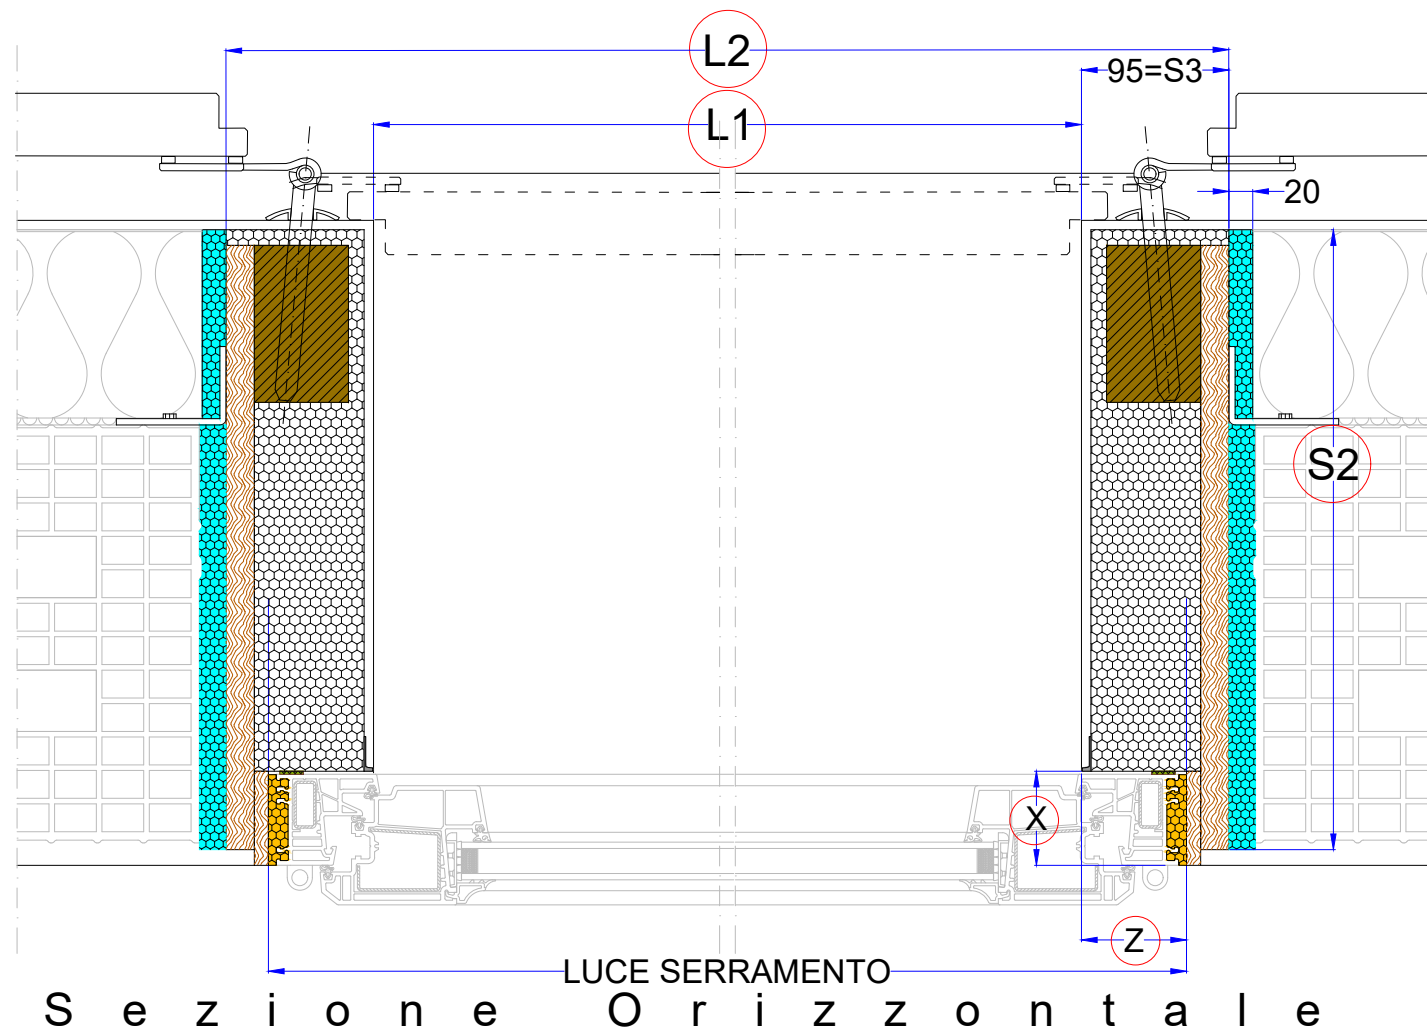 L2
95=S3
L1
20
S2
X
Z
LUCE SERRAMENTO
Sezione Orizzontale